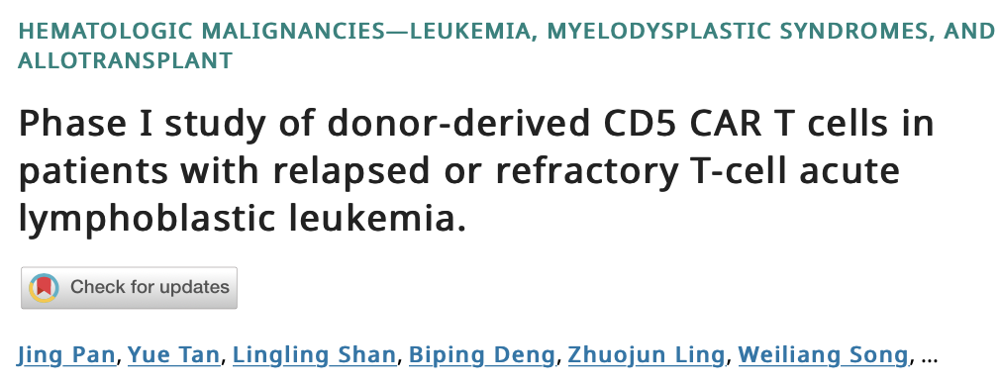 HEMATOLOGIC MALIGNANCIES—LEUKEMIA, MYELODYSPLASTIC SYNDROMES, AND
ALLOTRANSPLANT
Phase I study of donor-derived CD5 CAR T cells in
patients with relapsed or refractory T-cell acute
lymphoblastic leukemia.
Check for updates
Jing Pan, Yue Tan, Lingling Shan, Biping Deng, Zhuojun Ling, Weiliang Song, ...